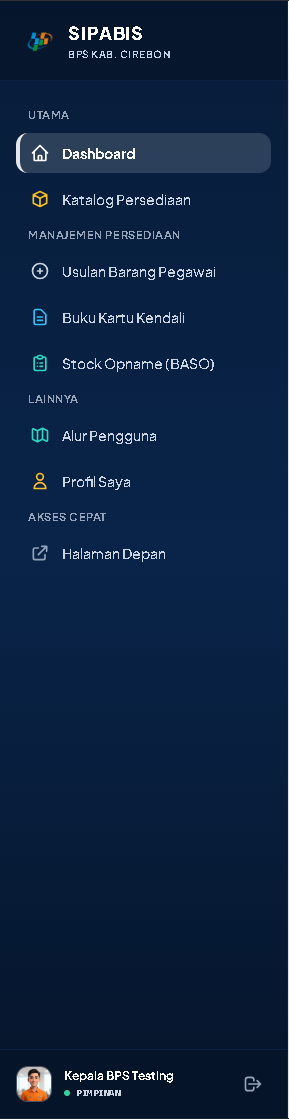 SIPABIS
BPS KAB. CIREBON
UTAMA
Dashboard
Katalog Persediaan
MANAJEMEN PERSEDIAAN
Usulan Barang Pegawai
Buku Kartu Kendali
Stock Opname (BASO)
LAINNYA
Alur Pengguna
Profil Saya
AKSES CEPAT
Halaman Depan
Kepala BPS Testing
PIMPINAN